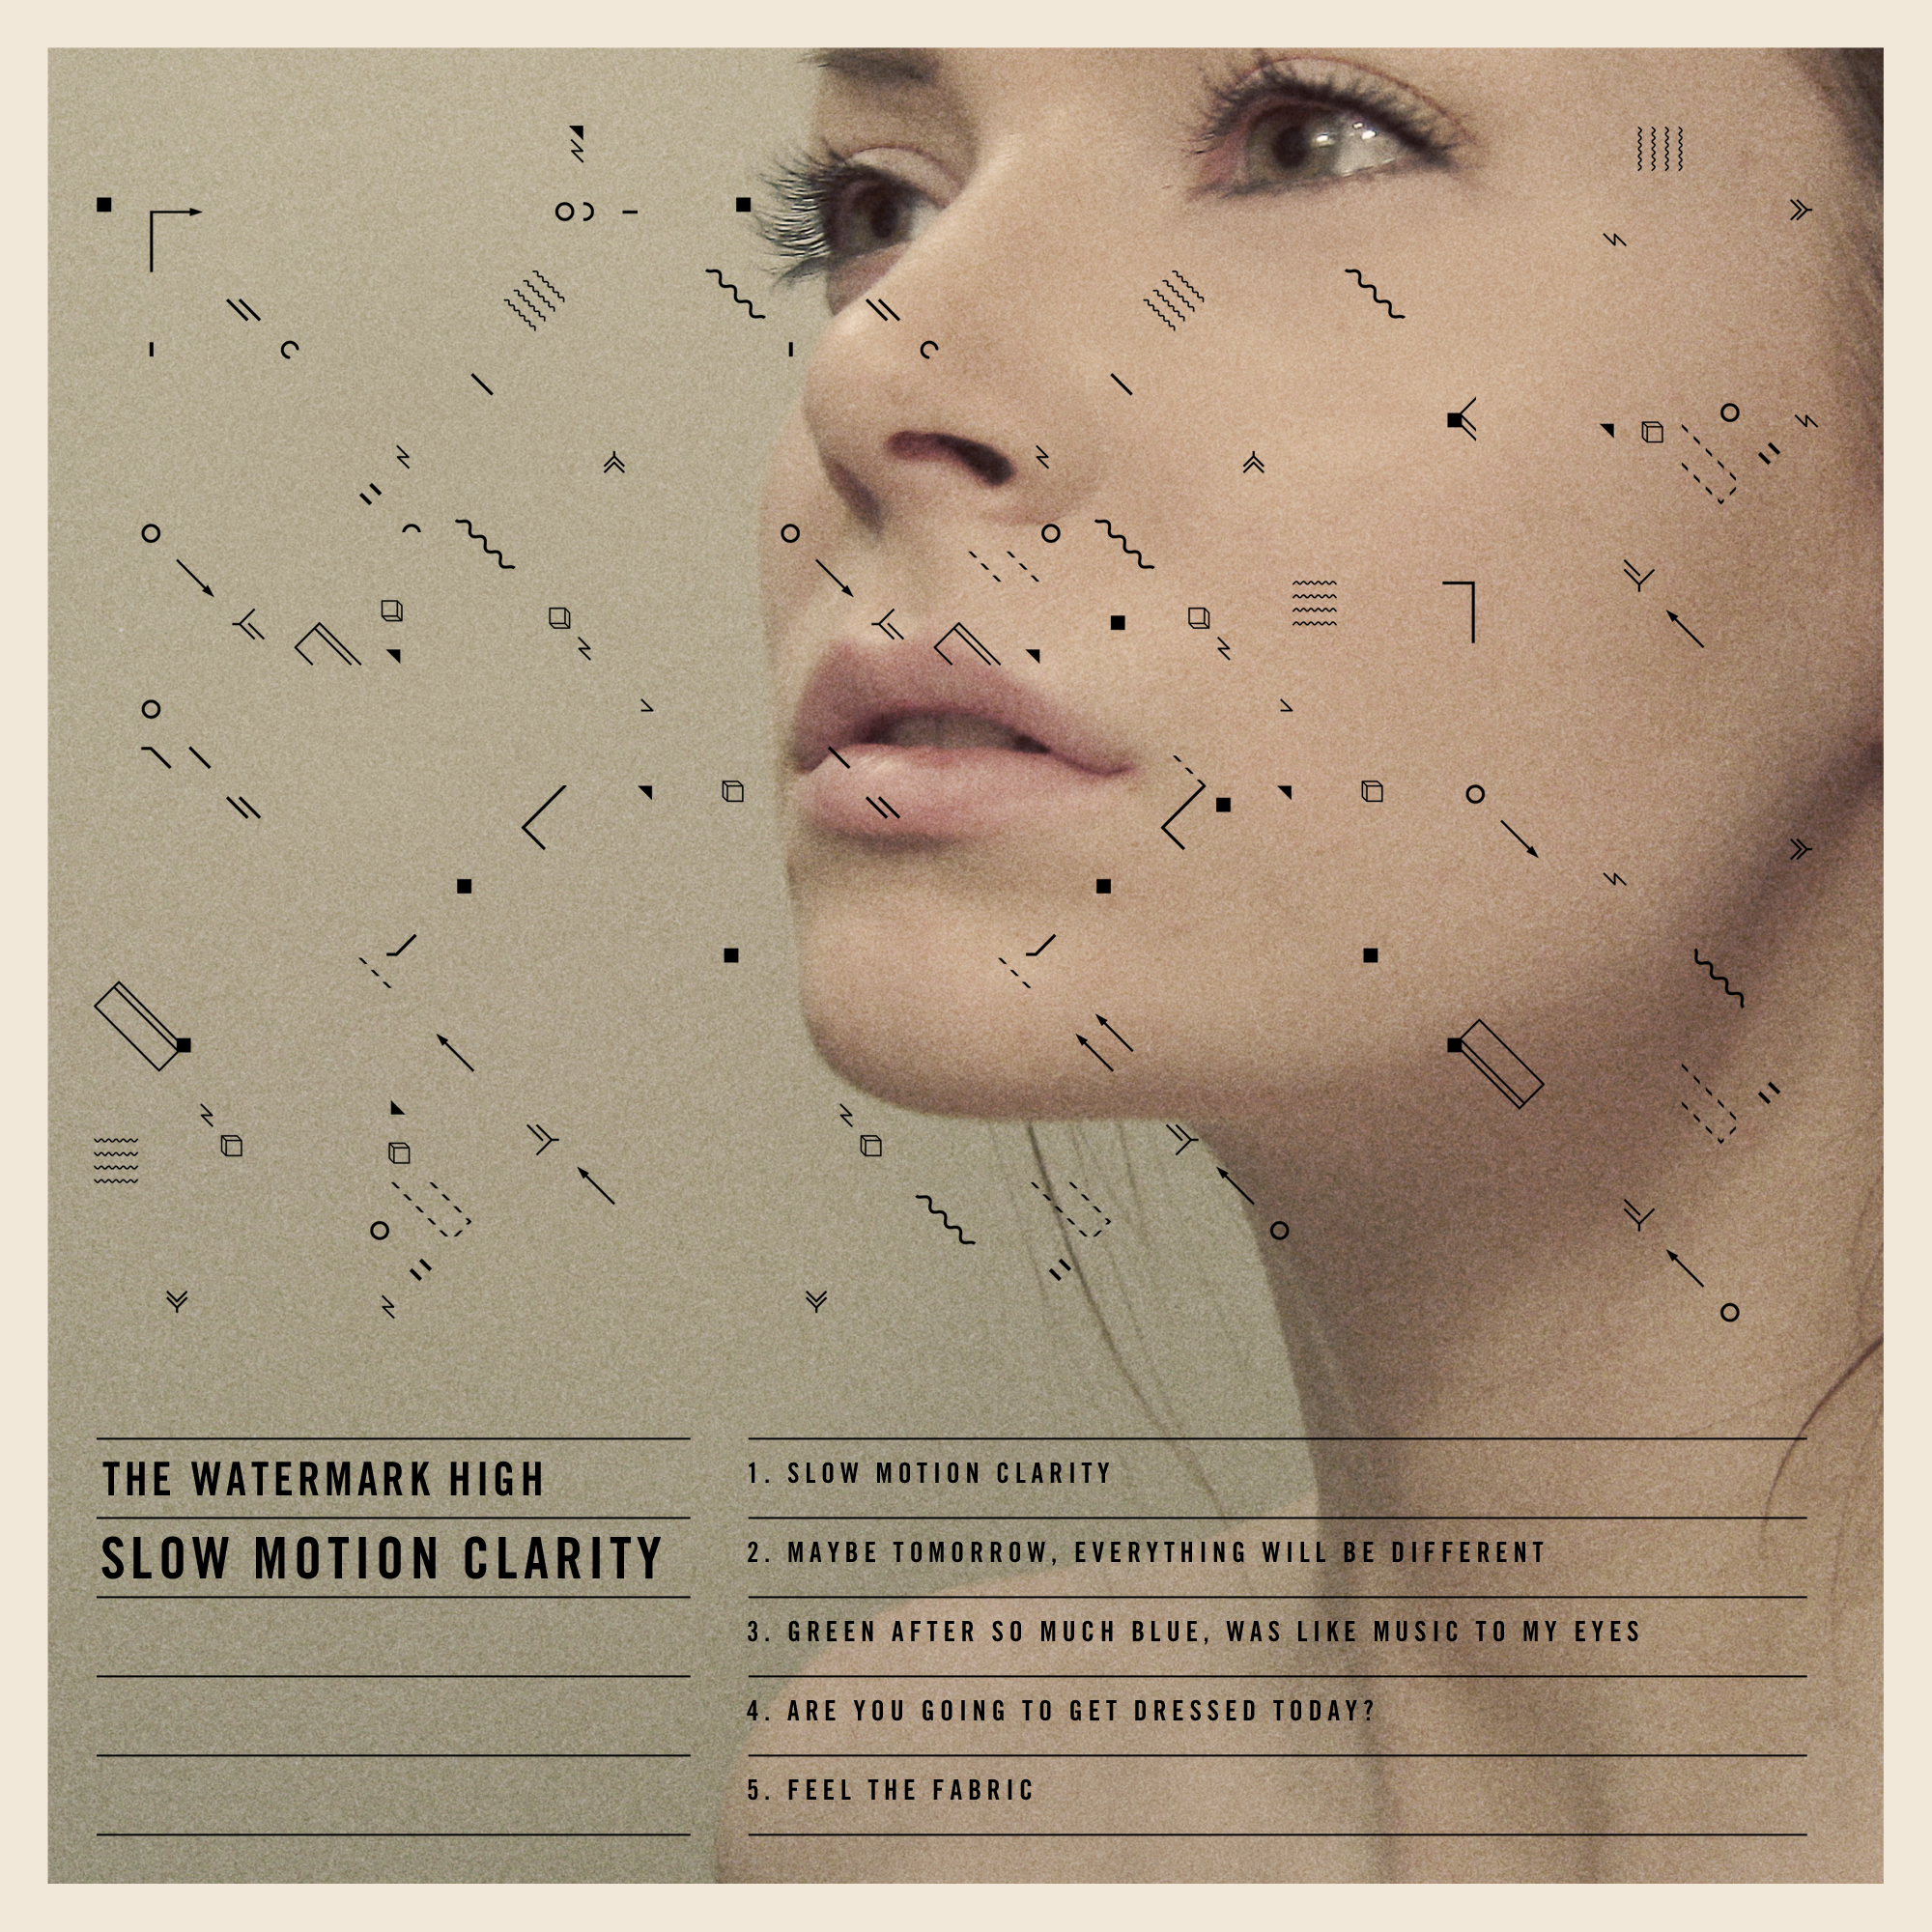 THE WATERMARK HIGH
SLOW MOTION CLARITY
1. SLOW MOTION CLARITY
2. MAYBE TOMORROW, EVERYTHING WILL BE DIFFERENT
3. GREEN AFTER SO MUCH BLUE, WAS LIKE MUSIC TO MY EYES
4. ARE YOU GOING TO GET DRESSED TODAY?
5. FEEL THE FABRIC